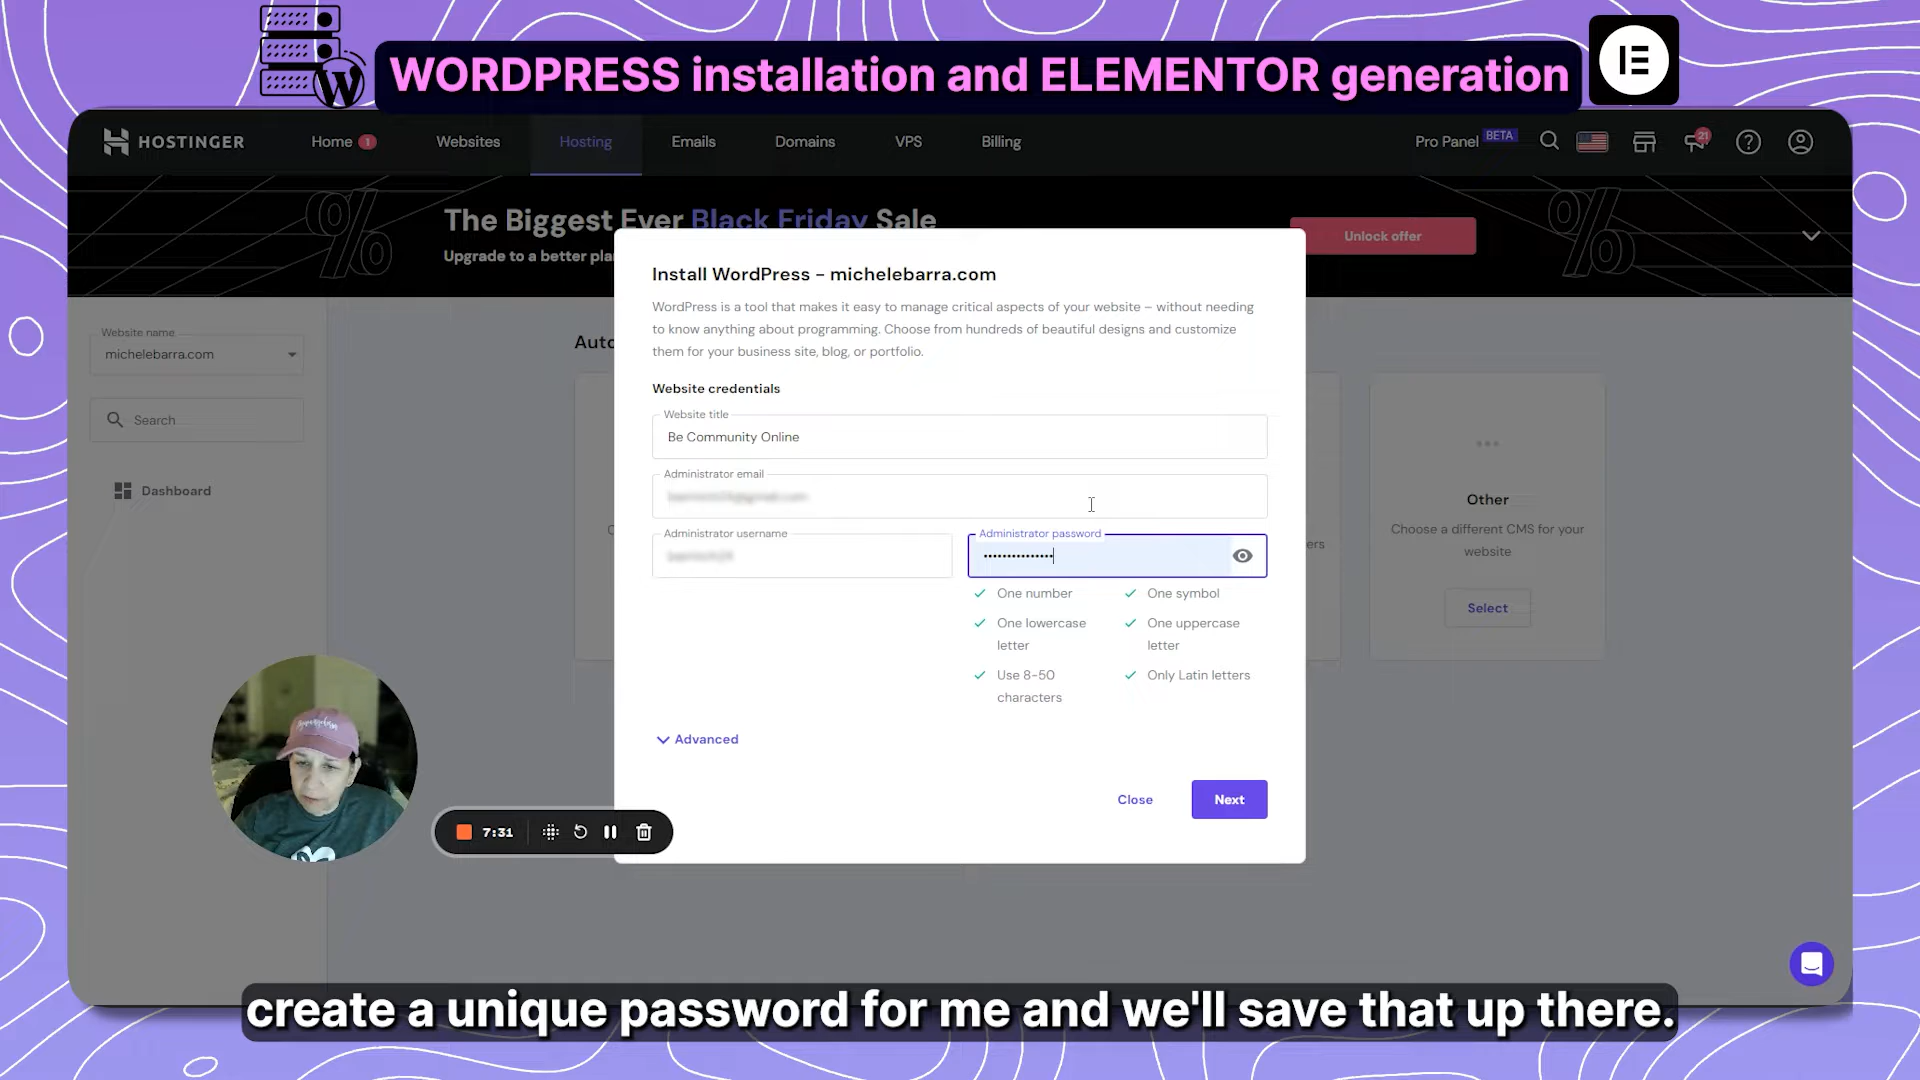 WORDPRESS installation and ELEMENTOR generation
HOSTINGER
Home 1
Websites
Hosting
Emails
Domains
VPS
Billing
Pro Panel BETA
21
The Biggest Ever Black Friday Sale
Upgrade to a better pla
Unlock offer
Website name
michelebarra.com
Search
Dashboard
Auto
Install WordPress - michelebarra.com
WordPress is a tool that makes it easy to manage critical aspects of your website – without needing
to know anything about programming. Choose from hundreds of beautiful designs and customize
them for your business site, blog, or portfolio.
Website credentials
Website title
Be Community Online
Administrator email
Administrator username
Administrator password
One number
One symbol
One lowercase
letter
One uppercase
letter
Use 8-50
characters
Only Latin letters
Advanced
Close
Next
ers
Other
Choose a different CMS for your
website
Select
7:31
create a unique password for me and we'll save that up there.